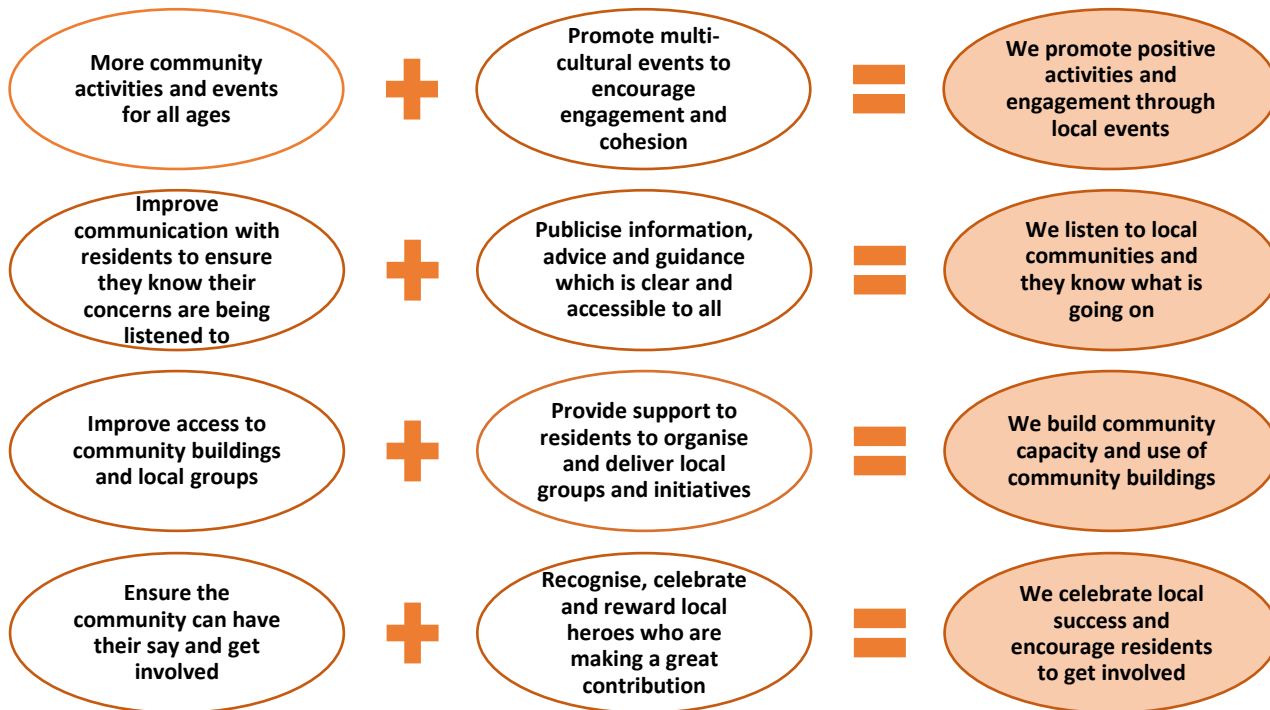 More community
activities and events
for all ages
Promote multi-
cultural events to
encourage
engagement and
cohesion
We promote positive
activities and
engagement through
local events
Improve
communication with
residents to ensure
they know their
concerns are being
listened to
Publicise information,
advice and guidance
which is clear and
accessible to all
We listen to local
communities and
they know what is
going on
Improve access to
community buildings
and local groups
Provide support to
residents to organise
and deliver local
groups and initiatives
We build community
capacity and use of
community buildings
Ensure the
community can have
their say and get
involved
Recognise, celebrate
and reward local
heroes who are
making a great
contribution
We celebrate local
success and
encourage residents
to get involved